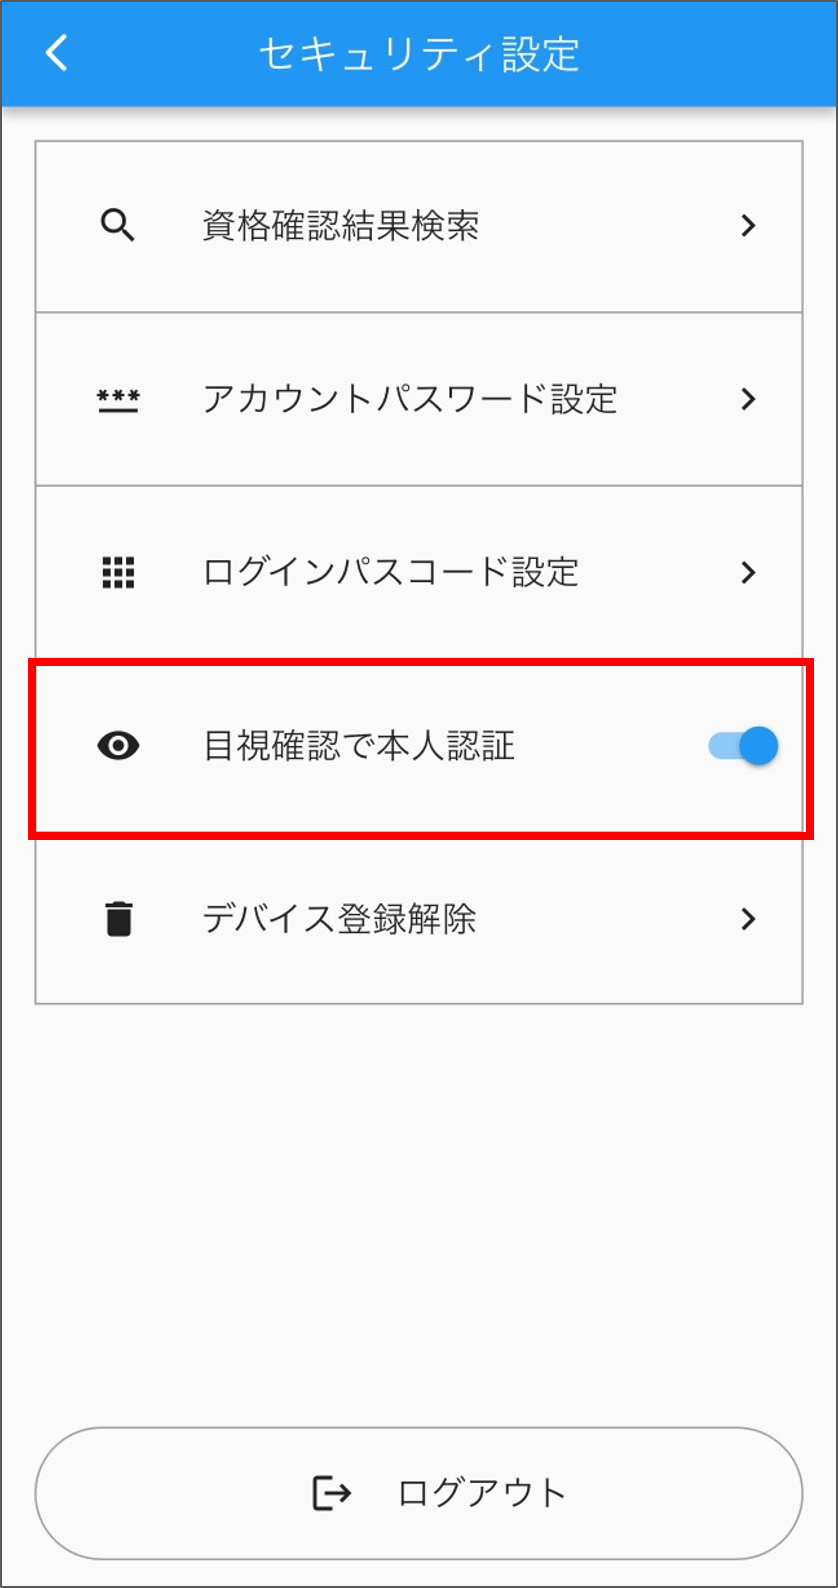 セキュリティ設定
資格確認結果検索
アカウントパスワード設定
ログインパスコード設定
目視確認で本人認証
デバイス登録解除
ログアウト